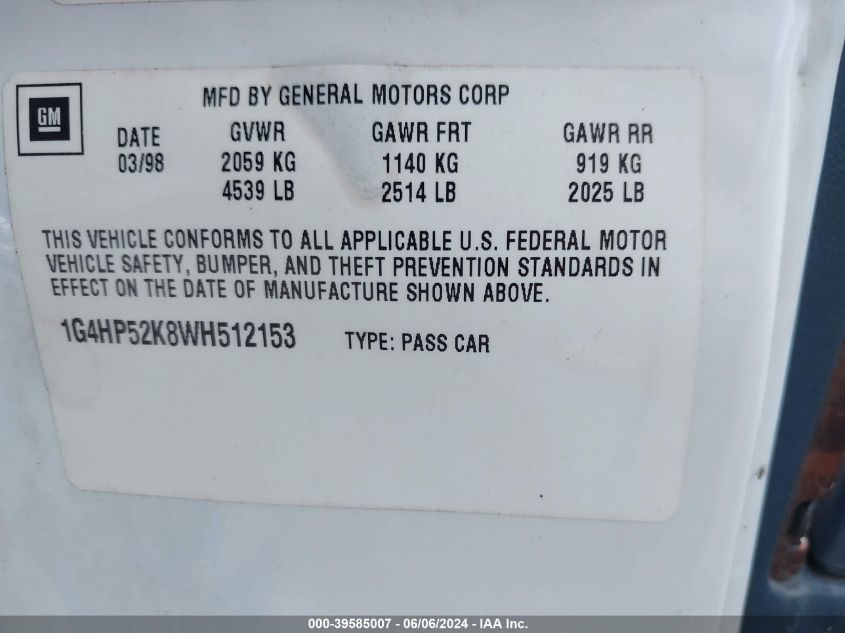 MFD BY GENERAL MOTORS CORP
GM
DATE GVWR GAWR FRT GAWR RR
03/98 2059 KG 1140 KG 919 KG
4539 LB 2514 LB 2025 LB
THIS VEHICLE CONFORMS TO ALL APPLICABLE U.S. FEDERAL MOTOR
VEHICLE SAFETY, BUMPER, AND THEFT PREVENTION STANDARDS IN
EFFECT ON THE DATE OF MANUFACTURE SHOWN ABOVE.
1G4HP52K8WH512153 TYPE: PASS CAR
000-39585007 - 06/06/2024 - © IAA, Inc.